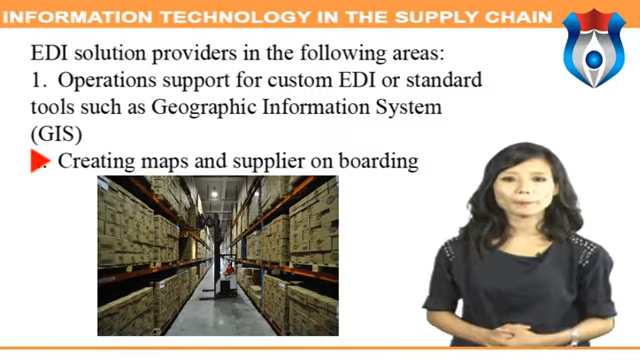 INFORMATION TECHNOLOGY IN THE SUPPLY CHAIN
EDI solution providers in the following areas:
1. Operations support for custom EDI or standard
tools such as Geographic Information System
(GIS)
. Creating maps and supplier on boarding